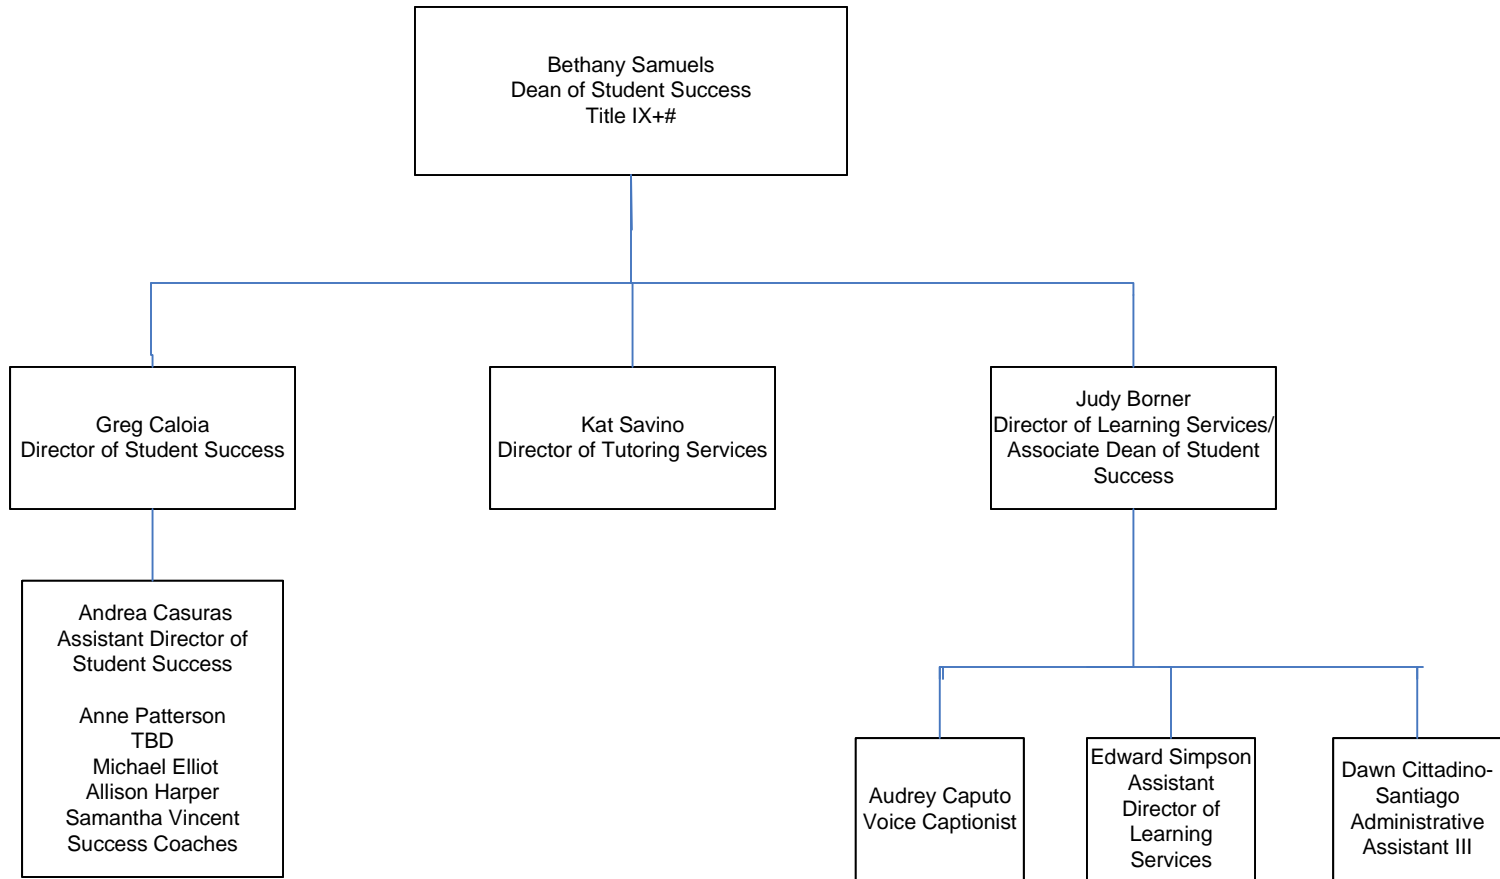 Bethany Samuels
Dean of Student Success
Title IX+#
Greg Caloia
Director of Student Success
Kat Savino
Director of Tutoring Services
Judy Borner
Director of Learning Services/
Associate Dean of Student
Success
Andrea Casuras
Assistant Director of
Student Success
Anne Patterson
TBD
Michael Elliot
Allison Harper
Samantha Vincent
Success Coaches
Audrey Caputo
Voice Captionist
Edward Simpson
Assistant
Director of
Learning
Services
Dawn Cittadino-
Santiago
Administrative
Assistant III